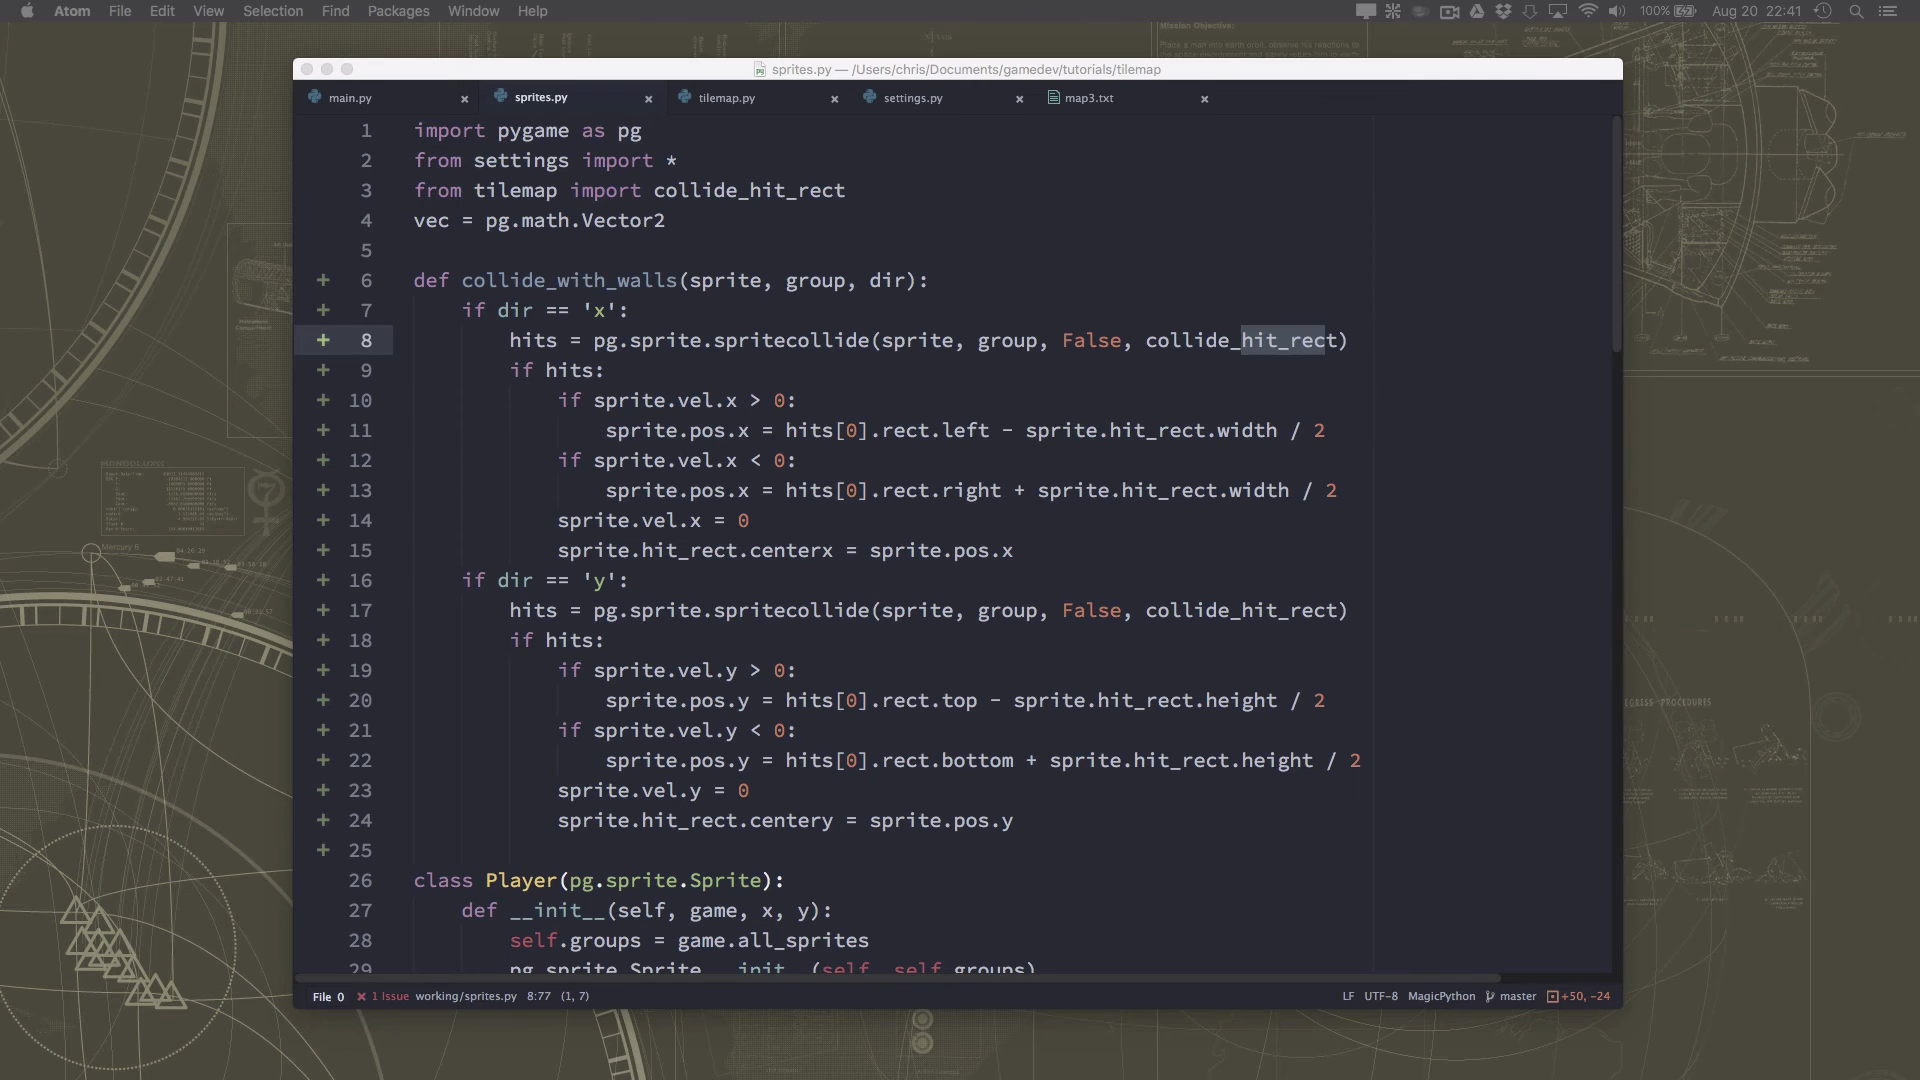 Atom File Edit View Selection Find Packages Window Help
100% Aug 20 22:41
Mission Objective:
sprites.py — /Users/chris/Documents/gamedev/tutorials/tilemap
main.py sprites.py tilemap.py settings.py map3.txt
1 import pygame as pg
2 from settings import *
3 from tilemap import collide_hit_rect
4 vec = pg.math.Vector2
5
6 def collide_with_walls(sprite, group, dir):
7 if dir == 'x':
8 hits = pg.sprite.spritecollide(sprite, group, False, collide_hit_rect)
9 if hits:
10 if sprite.vel.x > 0:
11 sprite.pos.x = hits[0].rect.left - sprite.hit_rect.width / 2
12 if sprite.vel.x < 0:
13 sprite.pos.x = hits[0].rect.right + sprite.hit_rect.width / 2
14 sprite.vel.x = 0
15 sprite.hit_rect.centerx = sprite.pos.x
16 if dir == 'y':
17 hits = pg.sprite.spritecollide(sprite, group, False, collide_hit_rect)
18 if hits:
19 if sprite.vel.y > 0:
20 sprite.pos.y = hits[0].rect.top - sprite.hit_rect.height / 2
21 if sprite.vel.y < 0:
22 sprite.pos.y = hits[0].rect.bottom + sprite.hit_rect.height / 2
23 sprite.vel.y = 0
24 sprite.hit_rect.centery = sprite.pos.y
25
26 class Player(pg.sprite.Sprite):
27 def __init__(self, game, x, y):
28 self.groups = game.all_sprites
29 pg.sprite.Sprite.__init__(self, self.groups)
File 0 1 Issue working/sprites.py 8:77 (1, 7) LF UTF-8 MagicPython master +50, -24